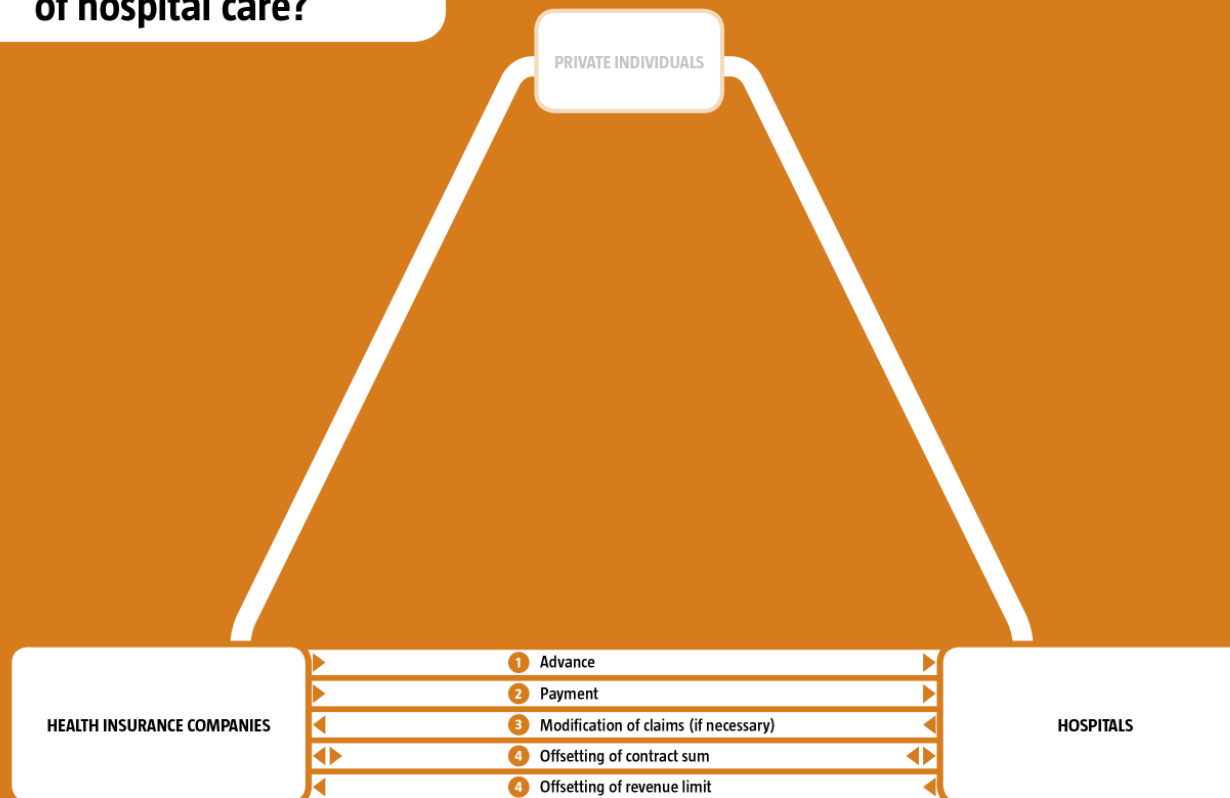 of hospital care?
PRIVATE INDIVIDUALS
HEALTH INSURANCE COMPANIES
1 Advance
2 Payment
3 Modification of claims (if necessary)
4 Offsetting of contract sum
4 Offsetting of revenue limit
HOSPITALS